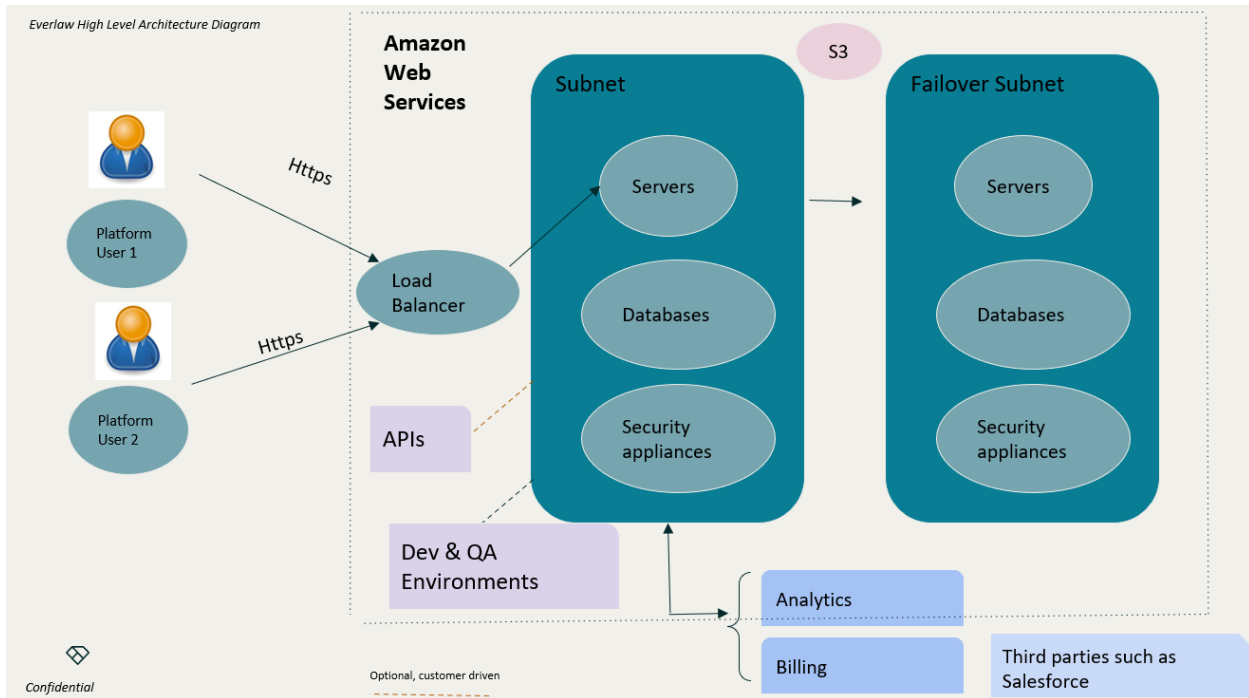 Everlaw High Level Architecture Diagram
Amazon
Web
Services
S3
Subnet
Failover Subnet
Https
Servers
Servers
Platform
User 1
Load
Balancer
Databases
Databases
Https
Platform
User 2
APIs
Security
appliances
Security
appliances
Dev & QA
Environments
Analytics
Billing
Third parties such as
Salesforce
Optional, customer driven
Confidential